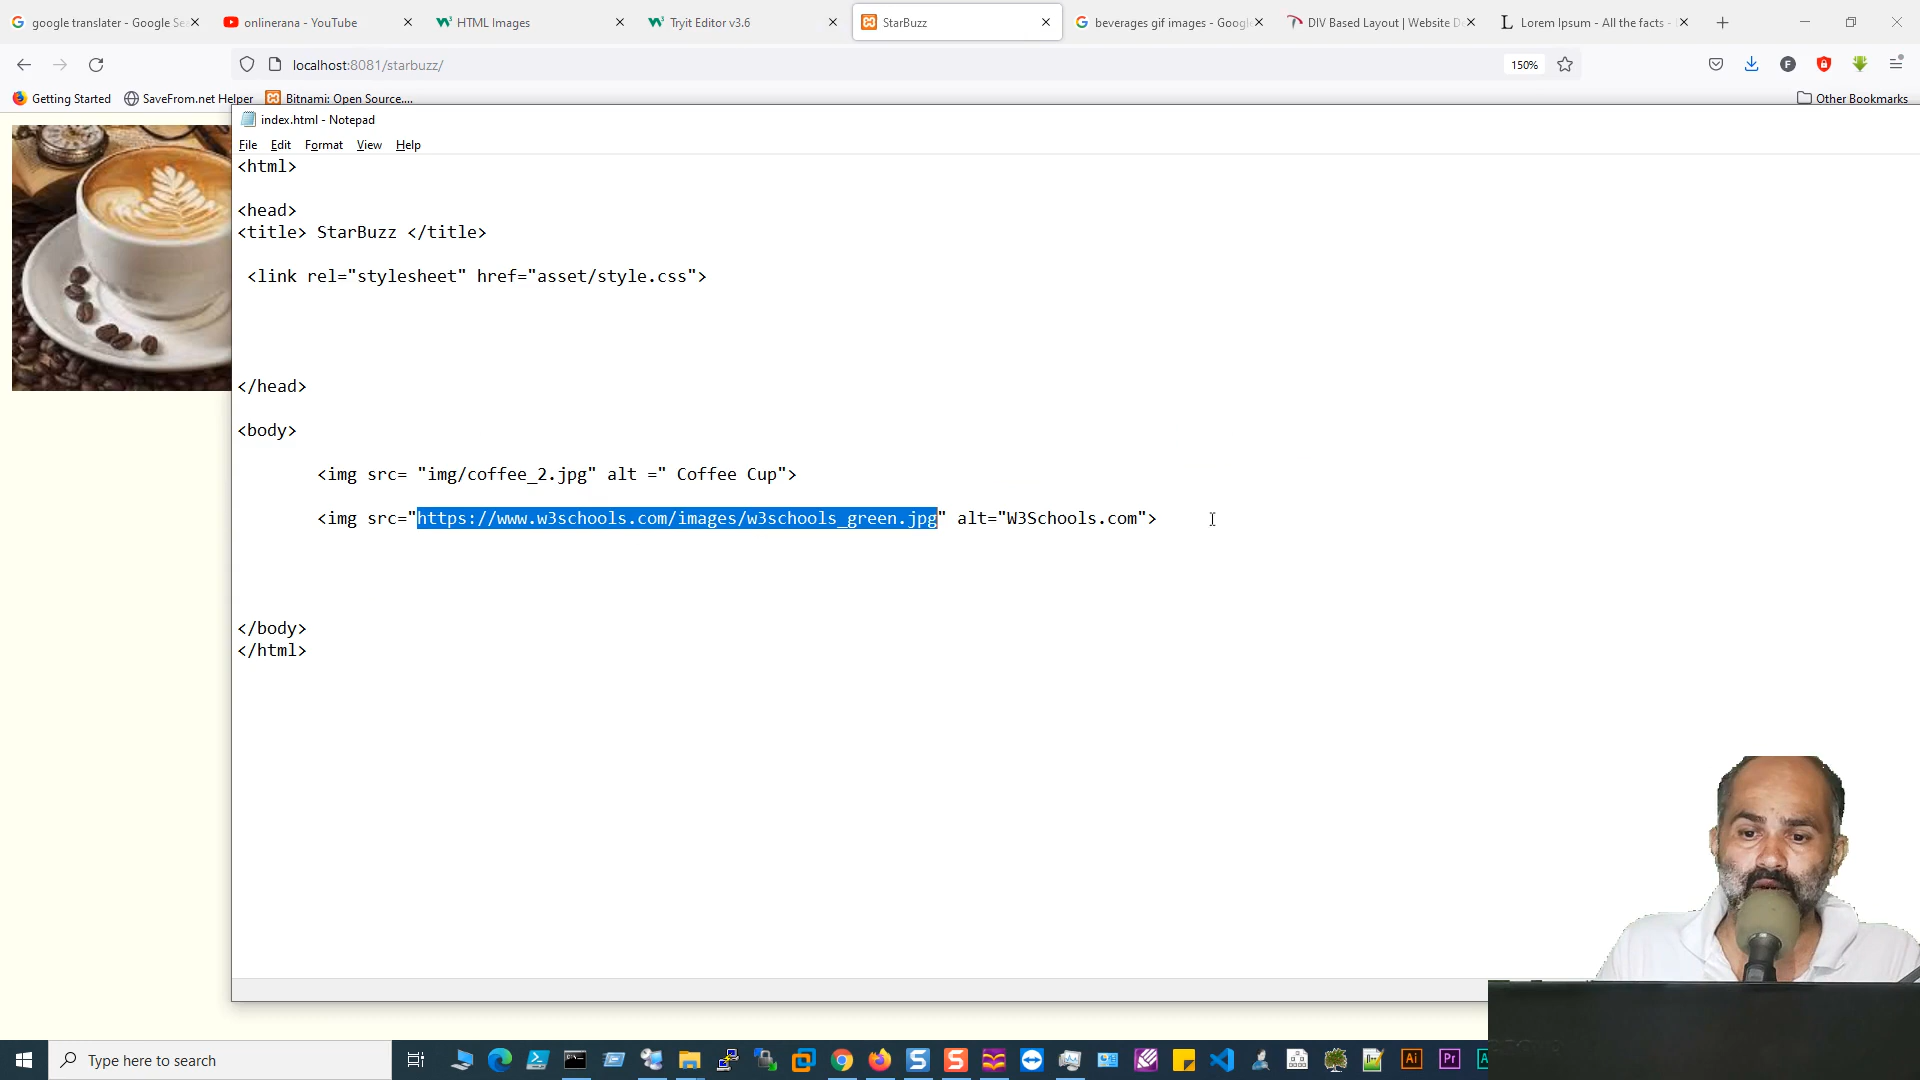 google translater - Google Se
onlinerana - YouTube
HTML Images
Tryit Editor v3.6
StarBuzz
beverages gif images - Googl
DIV Based Layout | Website D
Lorem Ipsum - All the facts -
localhost:8081/starbuzz/
150%
Getting Started
SaveFrom.net Helper
Bitnami: Open Source....
Other Bookmarks
index.html - Notepad
File Edit Format View Help
<html>
<head>
<title> StarBuzz </title>
<link rel="stylesheet" href="asset/style.css">
</head>
<body>
<img src= "img/coffee_2.jpg" alt =" Coffee Cup">
<img src="https://www.w3schools.com/images/w3schools_green.jpg" alt="W3Schools.com">
</body>
</html>
Type here to search
Ai
Pr